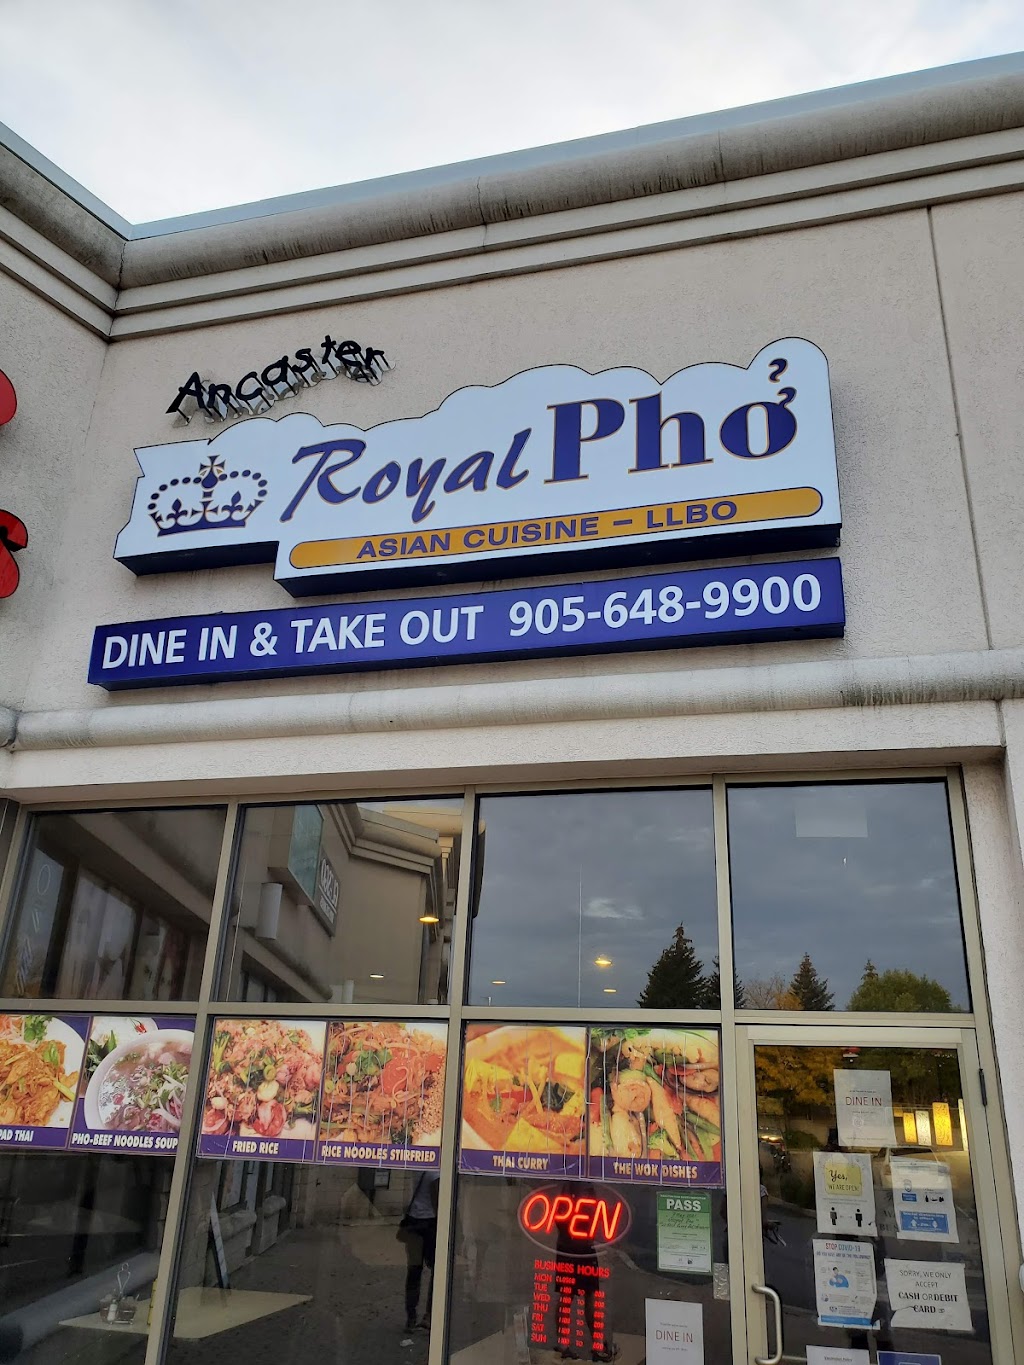 Ancaster
Royal Phở
ASIAN CUISINE – LLBO
DINE IN & TAKE OUT 905-648-9900
PAD THAI
PHO-BEEF NOODLES SOUP
FRIED RICE
RICE NOODLES STIRFRIED
THAI CURRY
THE WOK DISHES
OPEN
PASS
BUSINESS HOURS
MON CLOSED
TUE
WED
THU
FRI
SAT
SUN
DINE IN
DINE IN
Yes,
WE ARE OPEN
STOP COVID-19
SORRY, WE ONLY
ACCEPT
CASH OR DEBIT
CARD